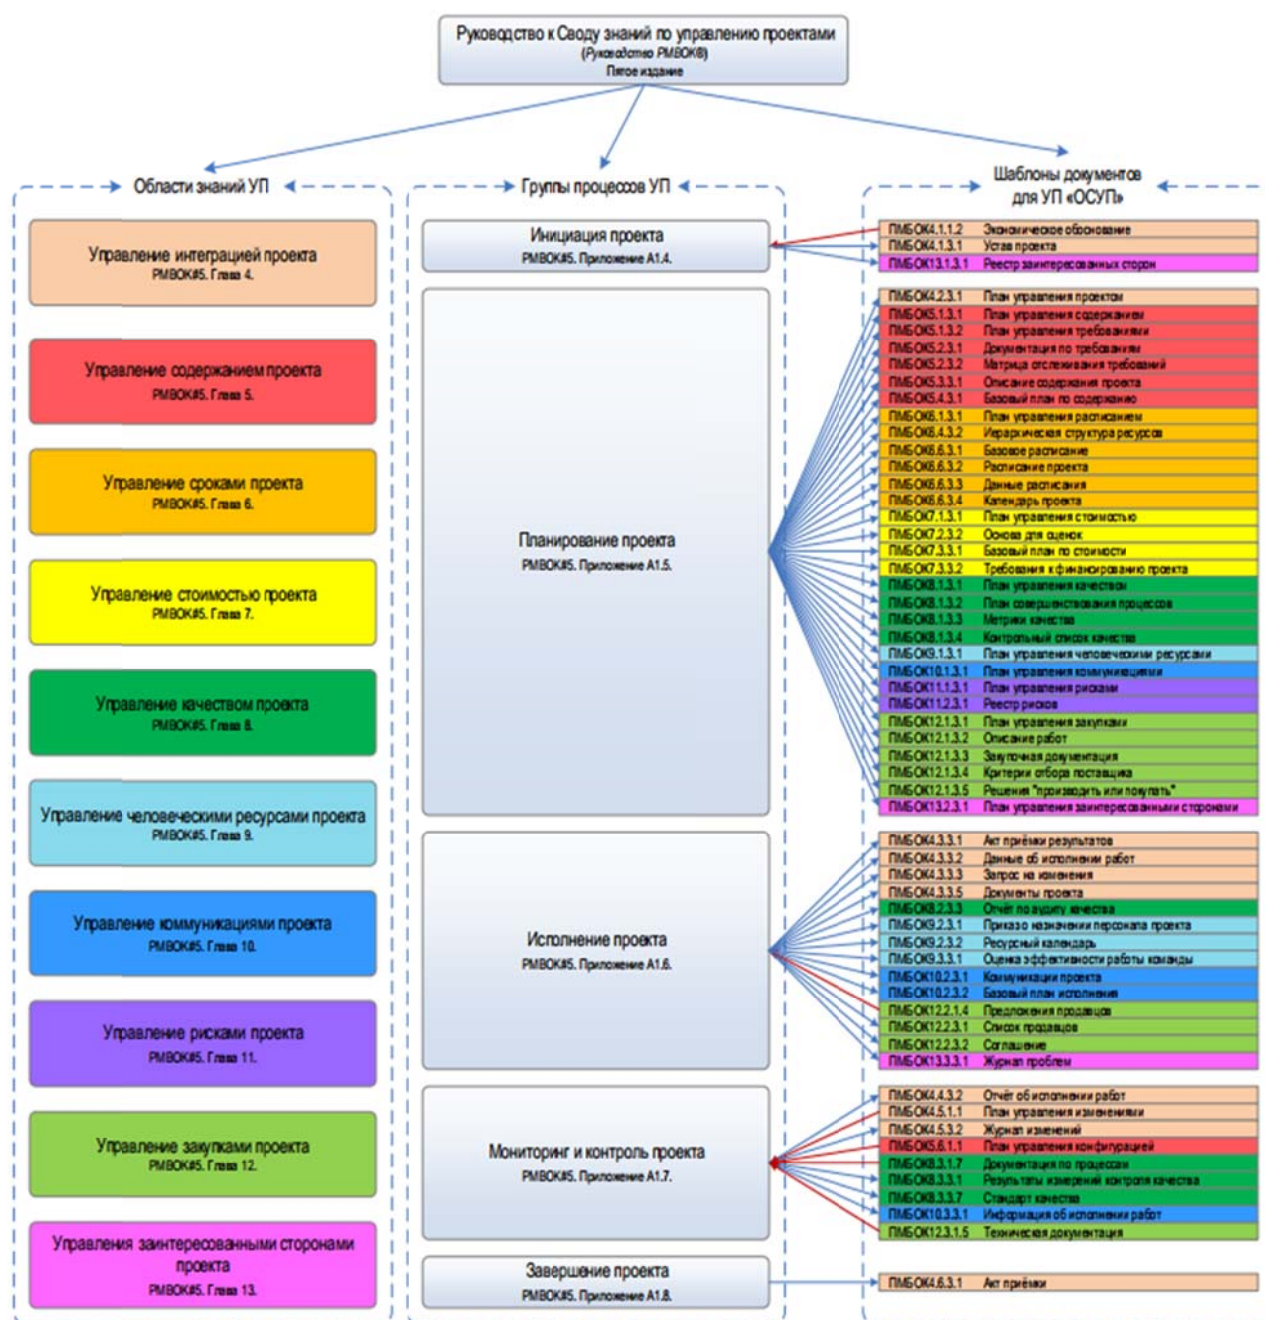 Руководство к Своду знаний по управлению проектами
(Руководство PMBOK®)
Пятое издание
Области знаний УП
Управление интеграцией проекта
PMBOK#5. Глава 4.
Управление содержанием проекта
PMBOK#5. Глава 5.
Управление сроками проекта
PMBOK#5. Глава 6.
Управление стоимостью проекта
PMBOK#5. Глава 7.
Управление качеством проекта
PMBOK#5. Глава 8.
Управление человеческими ресурсами проекта
PMBOK#5. Глава 9.
Управление коммуникациями проекта
PMBOK#5. Глава 10.
Управление рисками проекта
PMBOK#5. Глава 11.
Управление закупками проекта
PMBOK#5. Глава 12.
Управления заинтересованными сторонами
проекта
PMBOK#5. Глава 13.
Группы процессов УП
Инициация проекта
PMBOK#5. Приложение A1.4.
Планирование проекта
PMBOK#5. Приложение A1.5.
Исполнение проекта
PMBOK#5. Приложение A1.6.
Мониторинг и контроль проекта
PMBOK#5. Приложение A1.7.
Завершение проекта
PMBOK#5. Приложение A1.8.
Шаблоны документов
для УП «ОСУП»
ПМБОК4.1.1.2 Экономическое обоснование
ПМБОК4.1.3.1 Устав проекта
ПМБОК13.1.3.1 Реестр заинтересованных сторон
ПМБОК4.2.3.1 План управления проектом
ПМБОК5.1.3.1 План управления содержанием
ПМБОК5.1.3.2 План управления требованиями
ПМБОК5.2.3.1 Документация по требованиям
ПМБОК5.2.3.2 Матрица отслеживания требований
ПМБОК5.3.3.1 Описание содержания проекта
ПМБОК5.4.3.1 Базовый план по содержанию
ПМБОК6.1.3.1 План управления расписанием
ПМБОК6.4.3.2 Иерархическая структура ресурсов
ПМБОК6.6.3.1 Базовое расписание
ПМБОК6.6.3.2 Расписание проекта
ПМБОК6.6.3.3 Данные расписания
ПМБОК6.6.3.4 Календарь проекта
ПМБОК7.1.3.1 План управления стоимостью
ПМБОК7.2.3.2 Основа для оценок
ПМБОК7.3.3.1 Базовый план по стоимости
ПМБОК7.3.3.2 Требования к финансированию проекта
ПМБОК8.1.3.1 План управления качеством
ПМБОК8.1.3.2 План совершенствования процессов
ПМБОК8.1.3.3 Метрики качества
ПМБОК8.1.3.4 Контрольный список качества
ПМБОК9.1.3.1 План управления человеческими ресурсами
ПМБОК10.1.3.1 План управления коммуникациями
ПМБОК11.1.3.1 План управления рисками
ПМБОК11.2.3.1 Реестр рисков
ПМБОК12.1.3.1 План управления закупками
ПМБОК12.1.3.2 Описание работ
ПМБОК12.1.3.3 Закупочная документация
ПМБОК12.1.3.4 Критерии отбора поставщика
ПМБОК12.1.3.5 Решения "производить или покупать"
ПМБОК13.2.3.1 План управления заинтересованными сторонами
ПМБОК4.3.3.1 Акт приёмки результатов
ПМБОК4.3.3.2 Данные об исполнении работ
ПМБОК4.3.3.3 Запрос на изменения
ПМБОК4.3.3.5 Документы проекта
ПМБОК8.2.3.3 Отчёт по аудиту качества
ПМБОК9.2.3.1 Приказ о назначении персонала проекта
ПМБОК9.2.3.2 Ресурсный календарь
ПМБОК9.3.3.1 Оценка эффективности работы команды
ПМБОК10.2.3.1 Коммуникации проекта
ПМБОК10.2.3.2 Базовый план исполнения
ПМБОК12.2.1.4 Предложения продавцов
ПМБОК12.2.3.1 Список продавцов
ПМБОК12.2.3.2 Соглашение
ПМБОК13.3.3.1 Журнал проблем
ПМБОК4.4.3.2 Отчёт об исполнении работ
ПМБОК4.5.1.1 План управления изменениями
ПМБОК4.5.3.2 Журнал изменений
ПМБОК5.6.1.1 План управления конфигурацией
ПМБОК8.3.1.7 Документация по процессам
ПМБОК8.3.3.1 Результаты измерений контроля качества
ПМБОК8.3.3.7 Стандарт качества
ПМБОК10.3.3.1 Информация об исполнении работ
ПМБОК12.3.1.5 Техническая документация
ПМБОК4.6.3.1 Акт приёмки